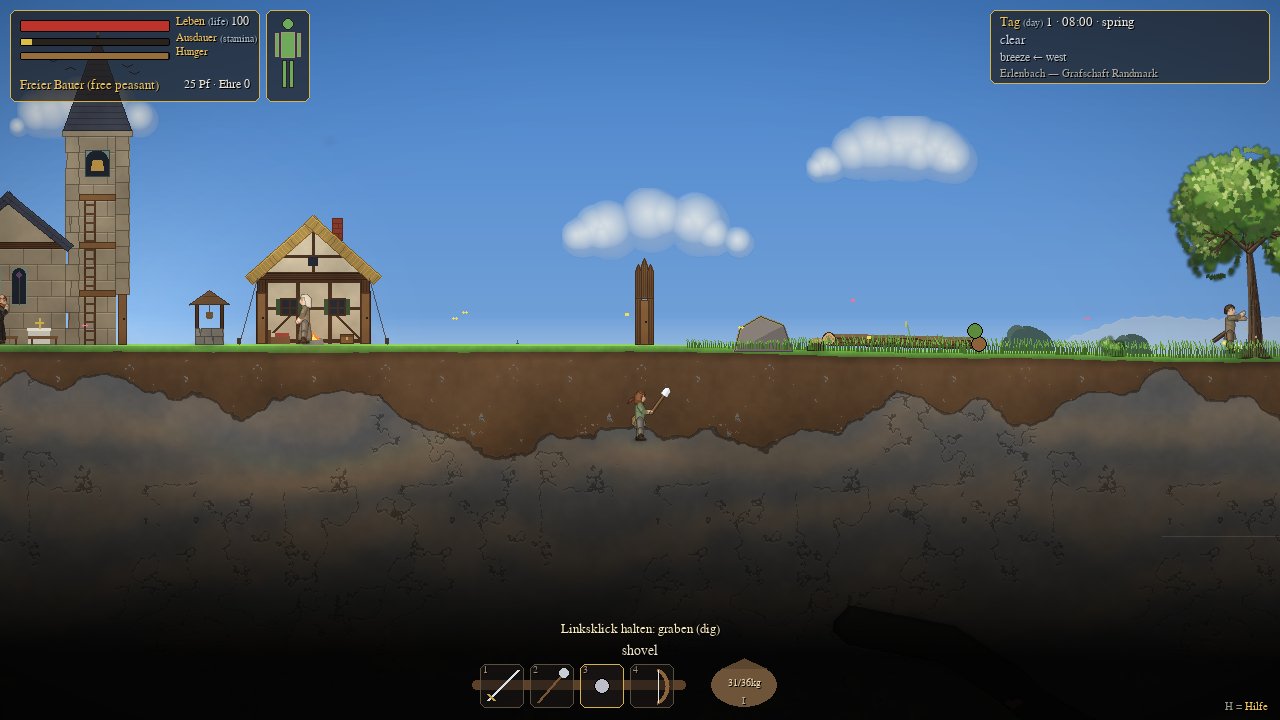 Leben (life) 100
Ausdauer (stamina)
Hunger
Freier Bauer (free peasant) 25 Pf · Ehre 0
Tag (day) 1 · 08:00 · spring
clear
breeze ← west
Erlenbach — Grafschaft Randmark
Linksklick halten: graben (dig)
shovel
1 2 3 4
31/36kg
I
H = Hilfe